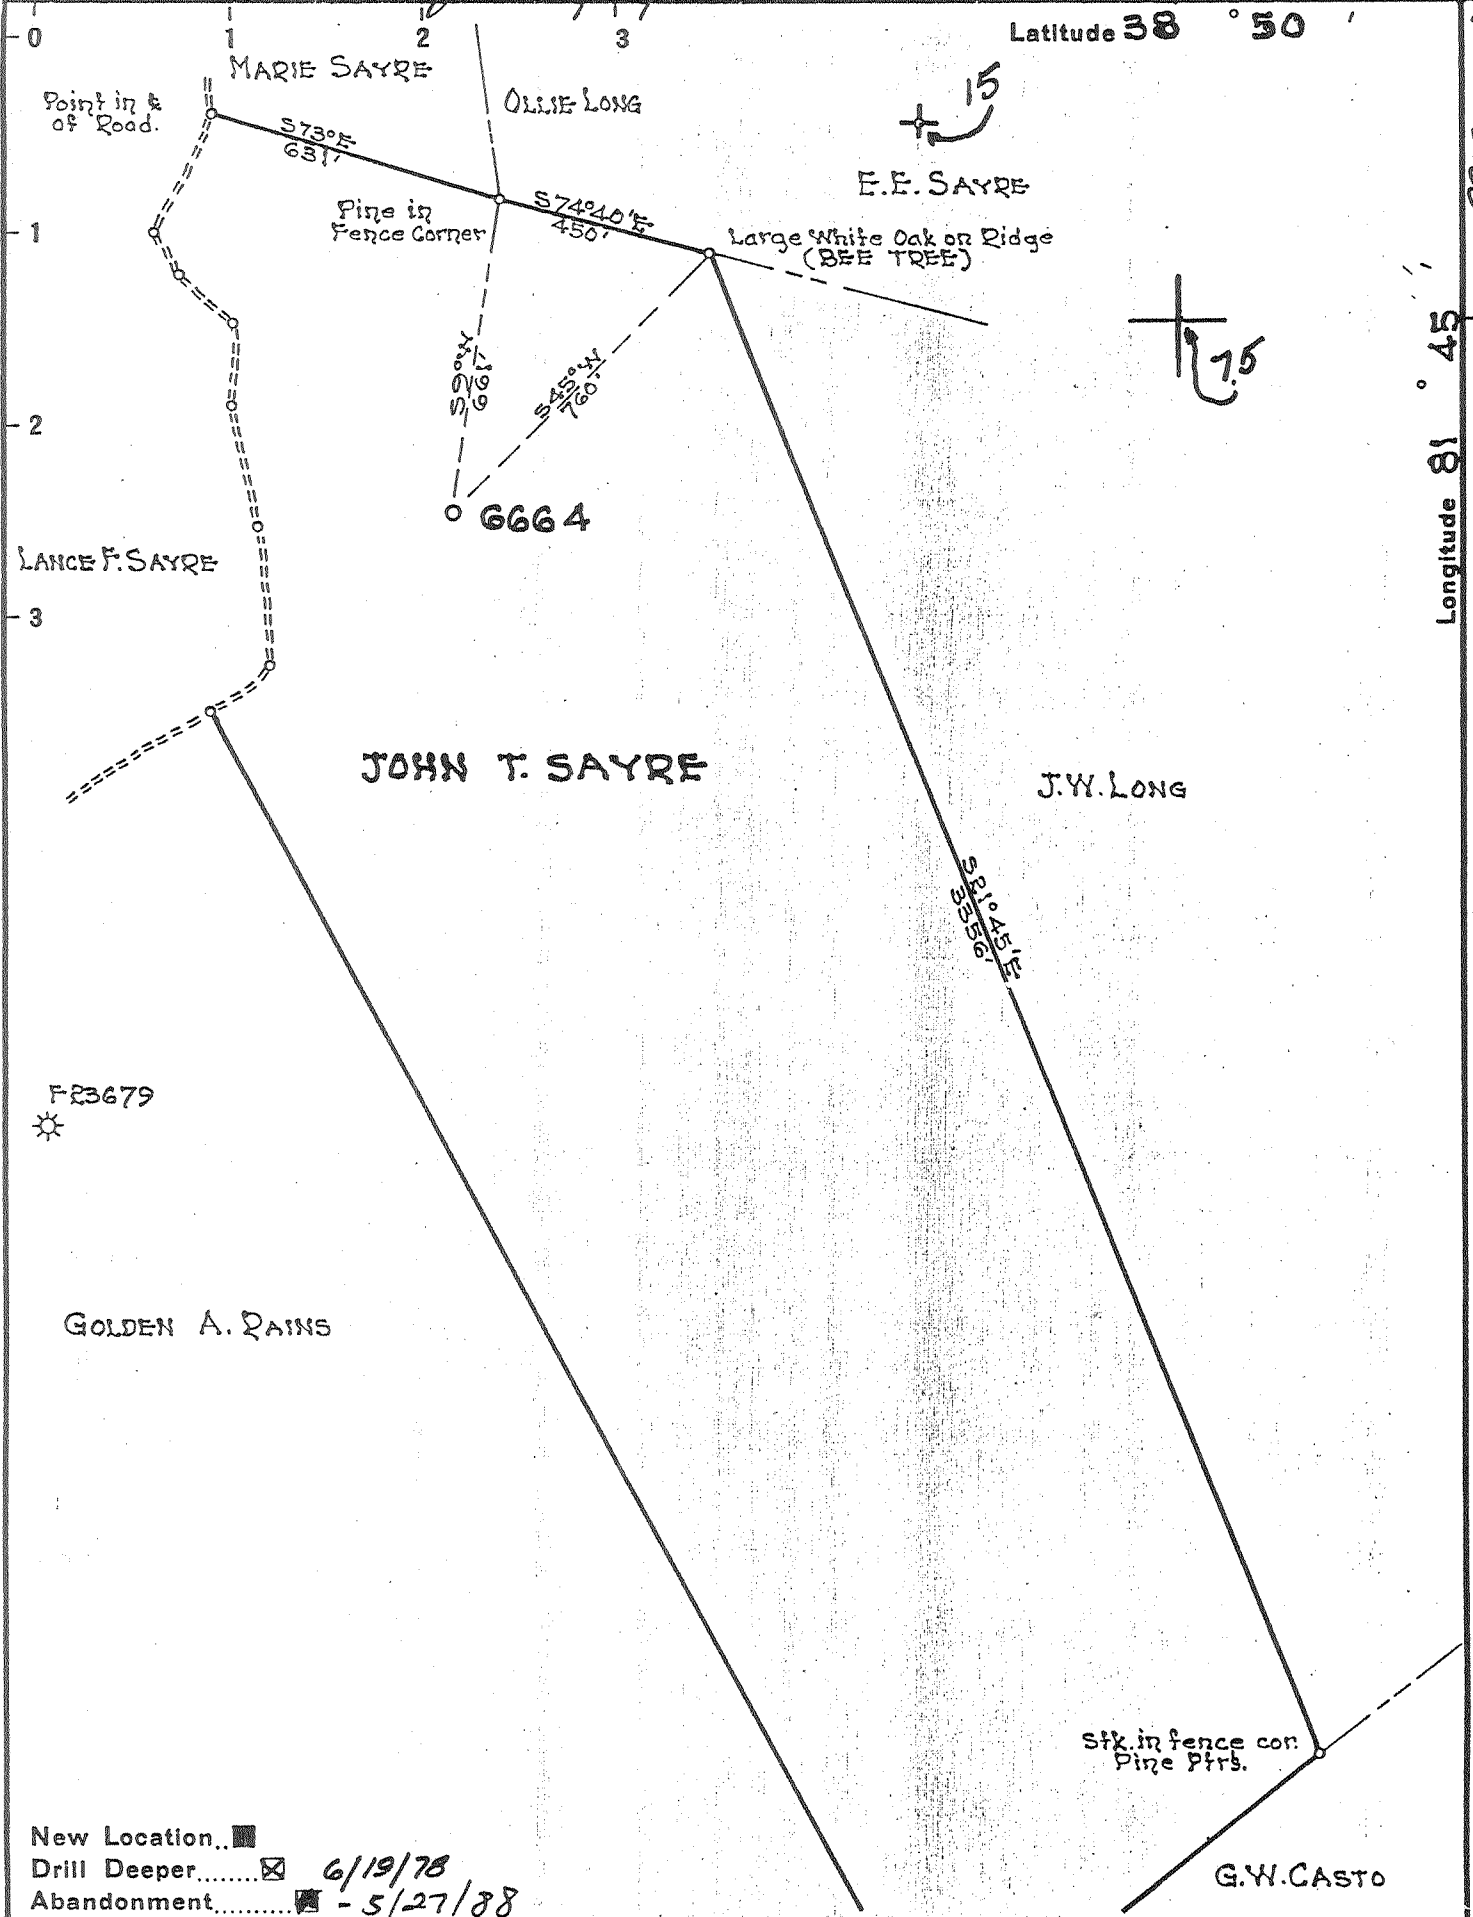 0 1 2 3
Latitude 38 ° 50 '
MARIE SAYRE
OLLIE LONG
15
Point in ℄
of Road.
S73°E
631'
E.E. SAYRE
Pine in
Fence Corner
S74°40'E
450'
Large White Oak on Ridge
(BEE TREE)
1
7.5
Longitude 81 ° 45
S9°W
661'
S45°W
760'
2
6664
LANCE F. SAYRE
3
JOHN T. SAYRE
J.W. LONG
S21°45'E
3356'
FR3679
GOLDEN A. RAINS
Stk. in fence cor.
Pine Ptrs.
New Location..
Drill Deeper........ 6/19/78
Abandonment.......... - 5/27/88
G.W. CASTO